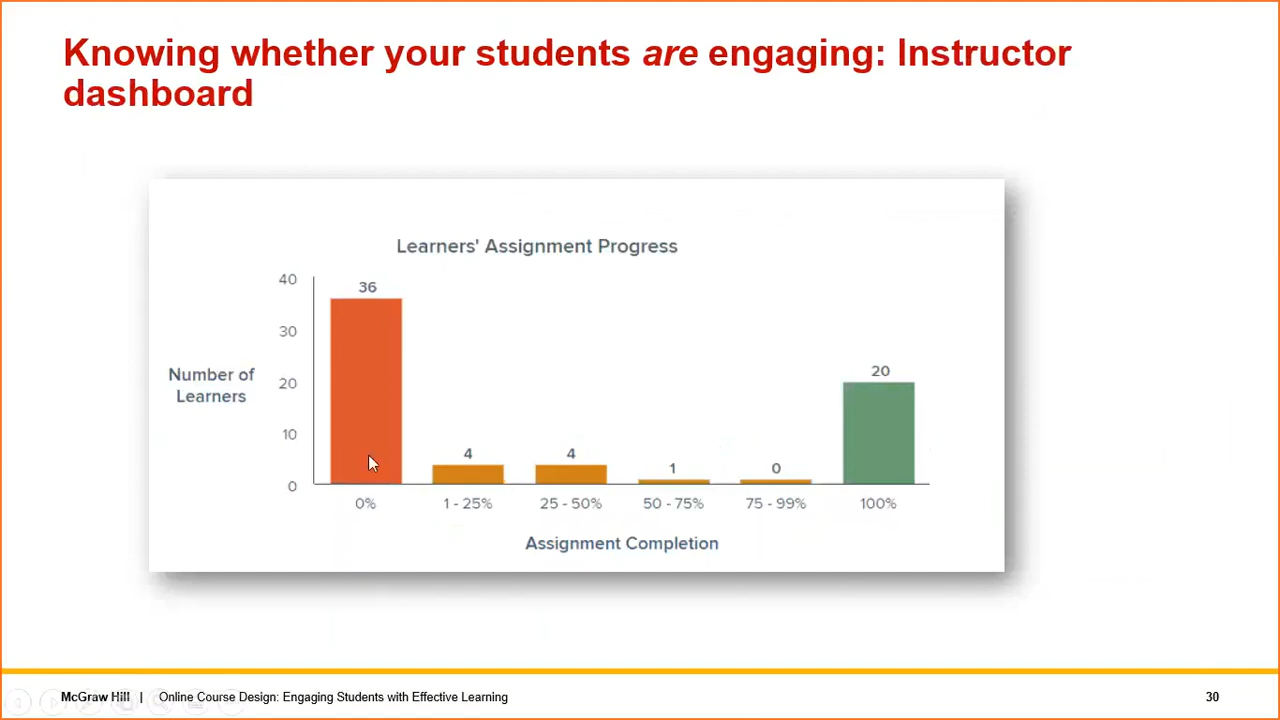 Knowing whether your students are engaging: Instructor
dashboard
Learners' Assignment Progress
40
36
30
Number of
Learners
20
20
10
4
4
1
0
0
0%
1 - 25%
25 - 50%
50 - 75%
75 - 99%
100%
Assignment Completion
McGraw Hill | Online Course Design: Engaging Students with Effective Learning
30